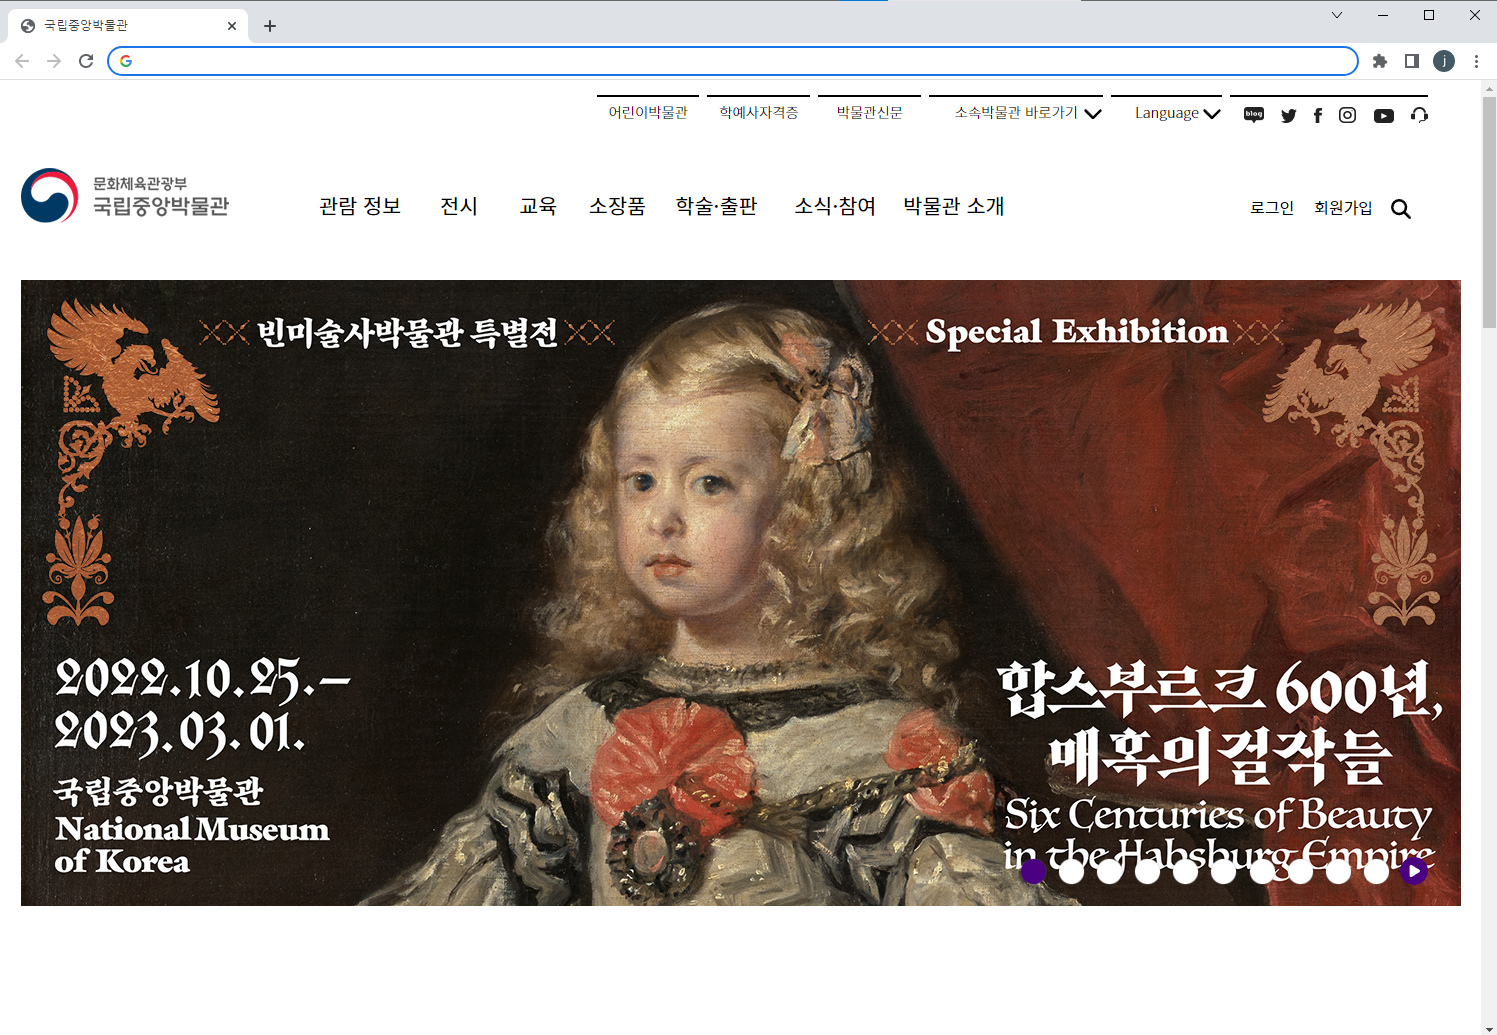 국립중앙박물관
어린이박물관
학예사자격증
박물관신문
소속박물관 바로가기
Language
blog
j
문화체육관광부
국립중앙박물관
관람 정보
전시
교육
소장품
학술·출판
소식·참여
박물관 소개
로그인
회원가입
빈미술사박물관 특별전
Special Exhibition
2022.10.25.–
2023.03.01.
국립중앙박물관
National Museum
of Korea
합스부르크 600년,
매혹의걸작들
Six Centuries of Beauty
in the Habsburg Empire